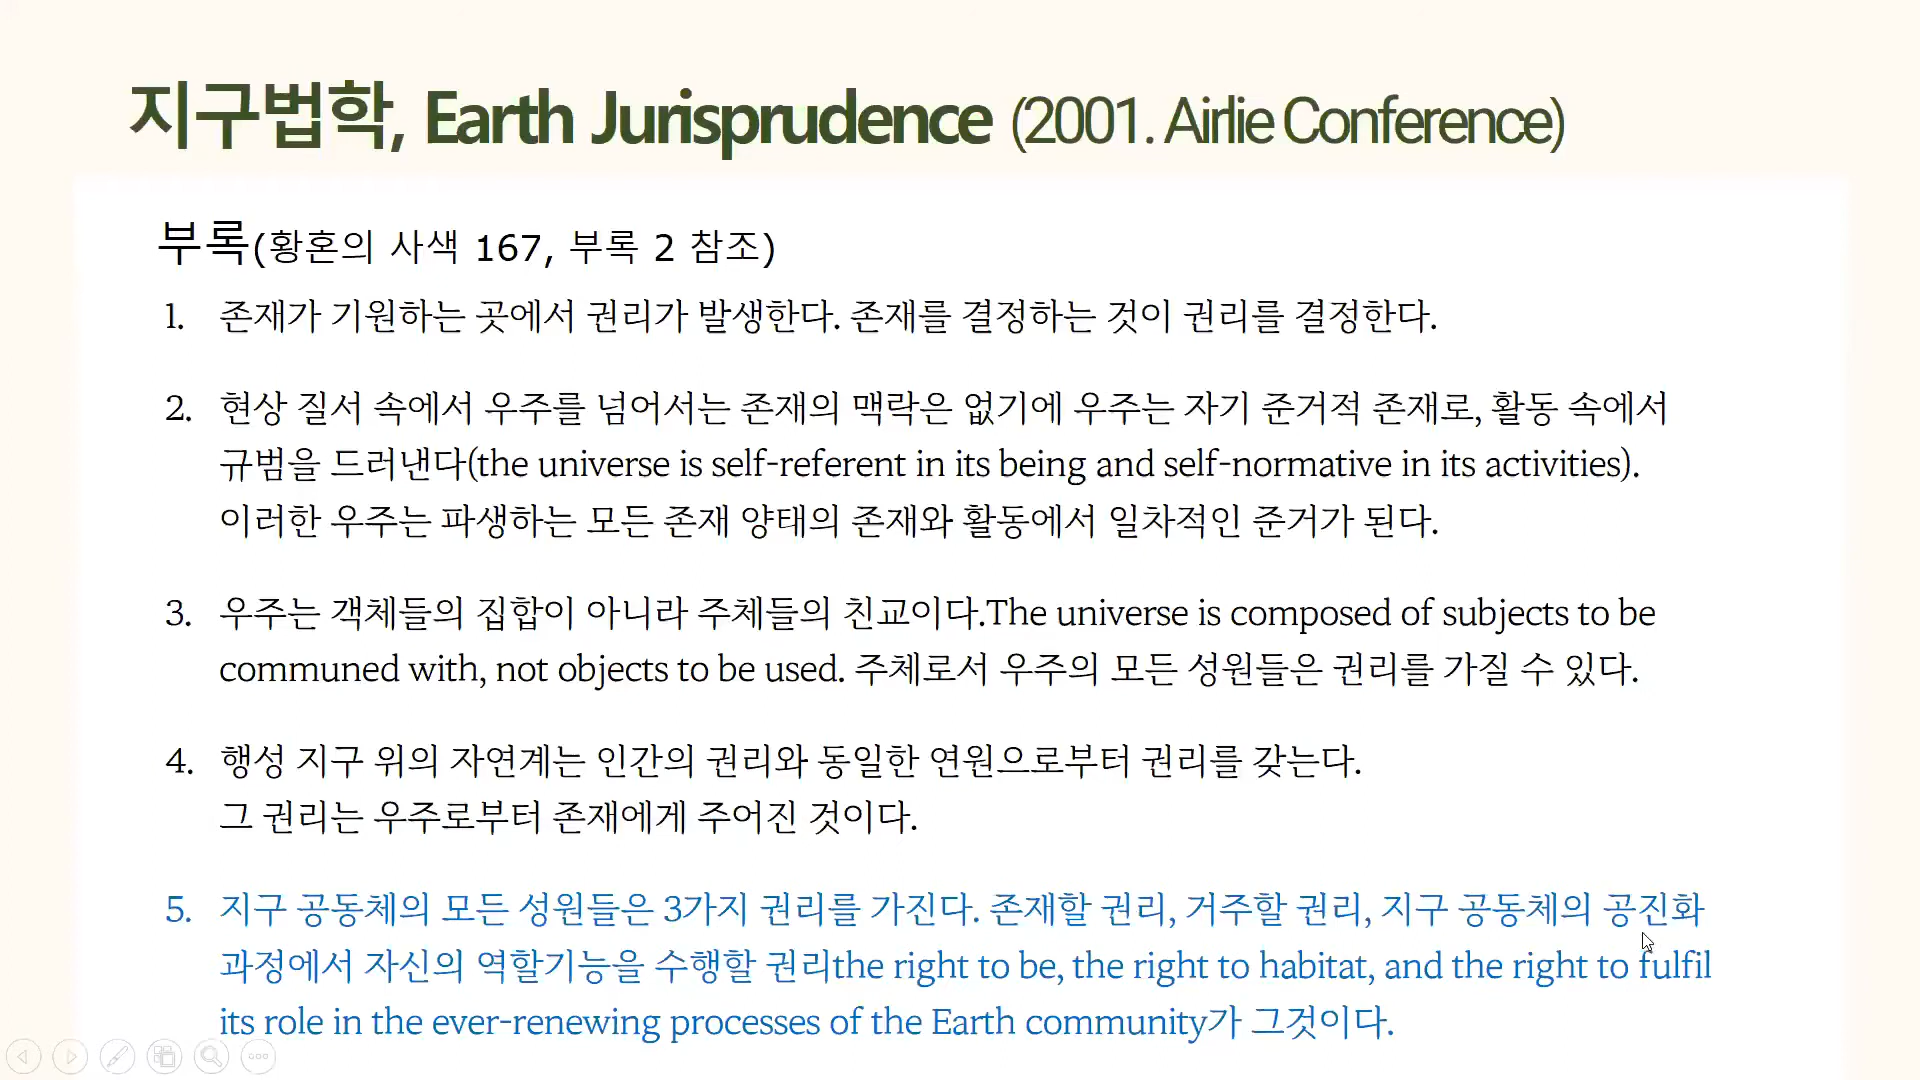 지구법학, Earth Jurisprudence (2001. Airlie Conference)
부록(황혼의 사색 167, 부록 2 참조)
1. 존재가 기원하는 곳에서 권리가 발생한다. 존재를 결정하는 것이 권리를 결정한다.
2. 현상 질서 속에서 우주를 넘어서는 존재의 맥락은 없기에 우주는 자기 준거적 존재로, 활동 속에서
규범을 드러낸다(the universe is self-referent in its being and self-normative in its activities).
이러한 우주는 파생하는 모든 존재 양태의 존재와 활동에서 일차적인 준거가 된다.
3. 우주는 객체들의 집합이 아니라 주체들의 친교이다.The universe is composed of subjects to be
communed with, not objects to be used. 주체로서 우주의 모든 성원들은 권리를 가질 수 있다.
4. 행성 지구 위의 자연계는 인간의 권리와 동일한 연원으로부터 권리를 갖는다.
그 권리는 우주로부터 존재에게 주어진 것이다.
5. 지구 공동체의 모든 성원들은 3가지 권리를 가진다. 존재할 권리, 거주할 권리, 지구 공동체의 공진화
과정에서 자신의 역할기능을 수행할 권리the right to be, the right to habitat, and the right to fulfil
its role in the ever-renewing processes of the Earth community가 그것이다.